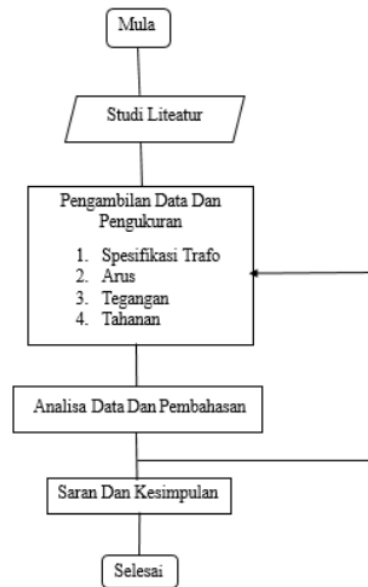 Mula
Studi Liteatur
Pengambilan Data Dan
Pengukuran
1. Spesifikasi Trafo
2. Arus
3. Tegangan
4. Tahanan
Analisa Data Dan Pembahasan
Saran Dan Kesimpulan
Selesai